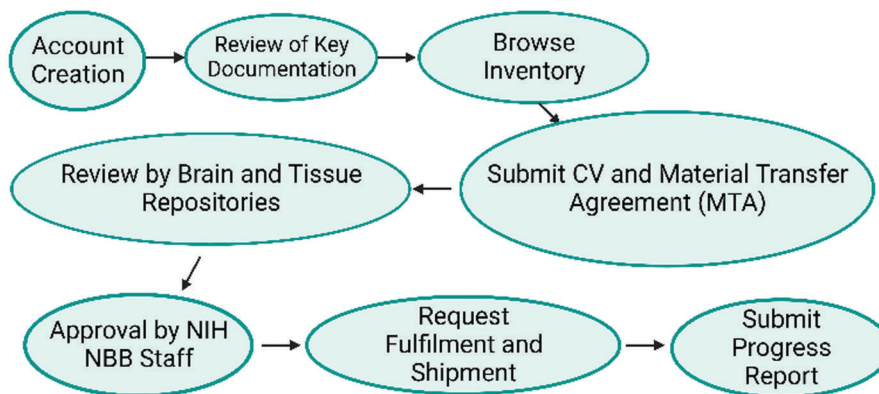 Account
Creation
Review of Key
Documentation
Browse
Inventory
Submit CV and Material Transfer
Agreement (MTA)
Review by Brain and Tissue
Repositories
Approval by NIH
NBB Staff
Request
Fulfilment and
Shipment
Submit
Progress
Report